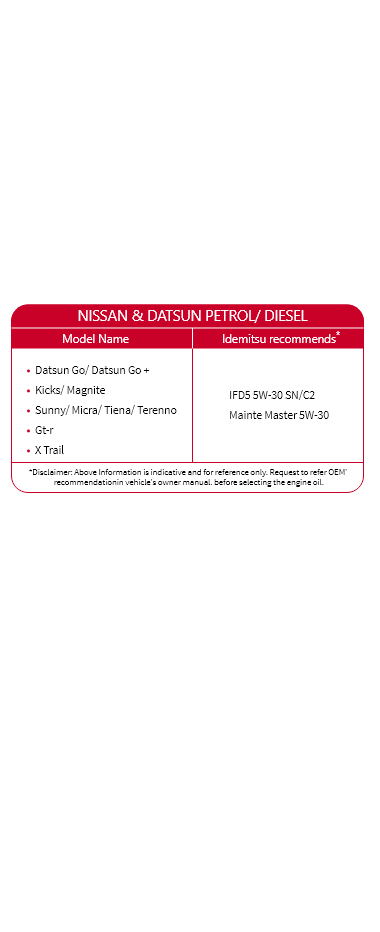 NISSAN & DATSUN PETROL/ DIESEL
Model Name
Idemitsu recommends*
• Datsun Go/ Datsun Go +
• Kicks/ Magnite
• Sunny/ Micra/ Tiena/ Terenno
• Gt-r
• X Trail
IFD5 5W-30 SN/C2
Mainte Master 5W-30
*Disclaimer: Above Information is indicative and for reference only. Request to refer OEM'
recommendationin vehicle's owner manual. before selecting the engine oil.